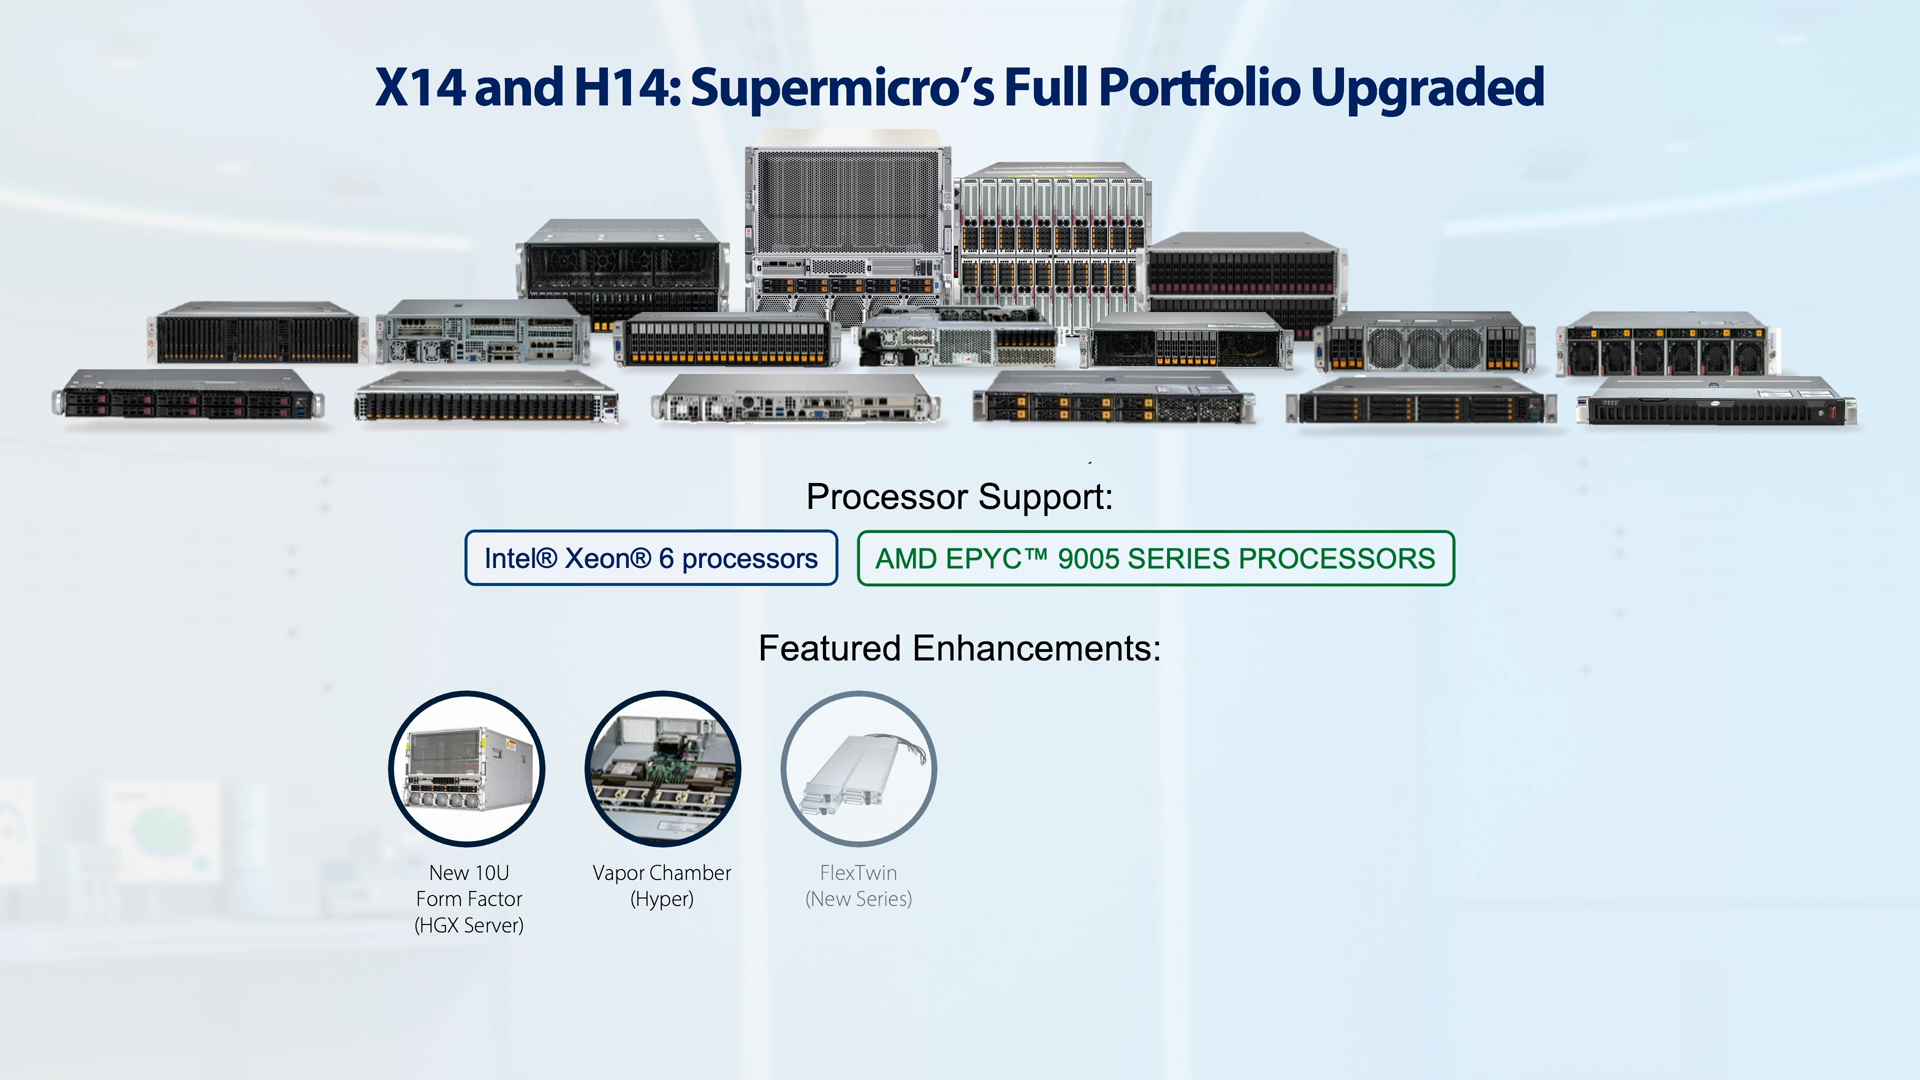 X14 and H14: Supermicro’s Full Portfolio Upgraded
Processor Support:
Intel® Xeon® 6 processors
AMD EPYC™ 9005 SERIES PROCESSORS
Featured Enhancements:
New 10U
Form Factor
(HGX Server)
Vapor Chamber
(Hyper)
FlexTwin
(New Series)